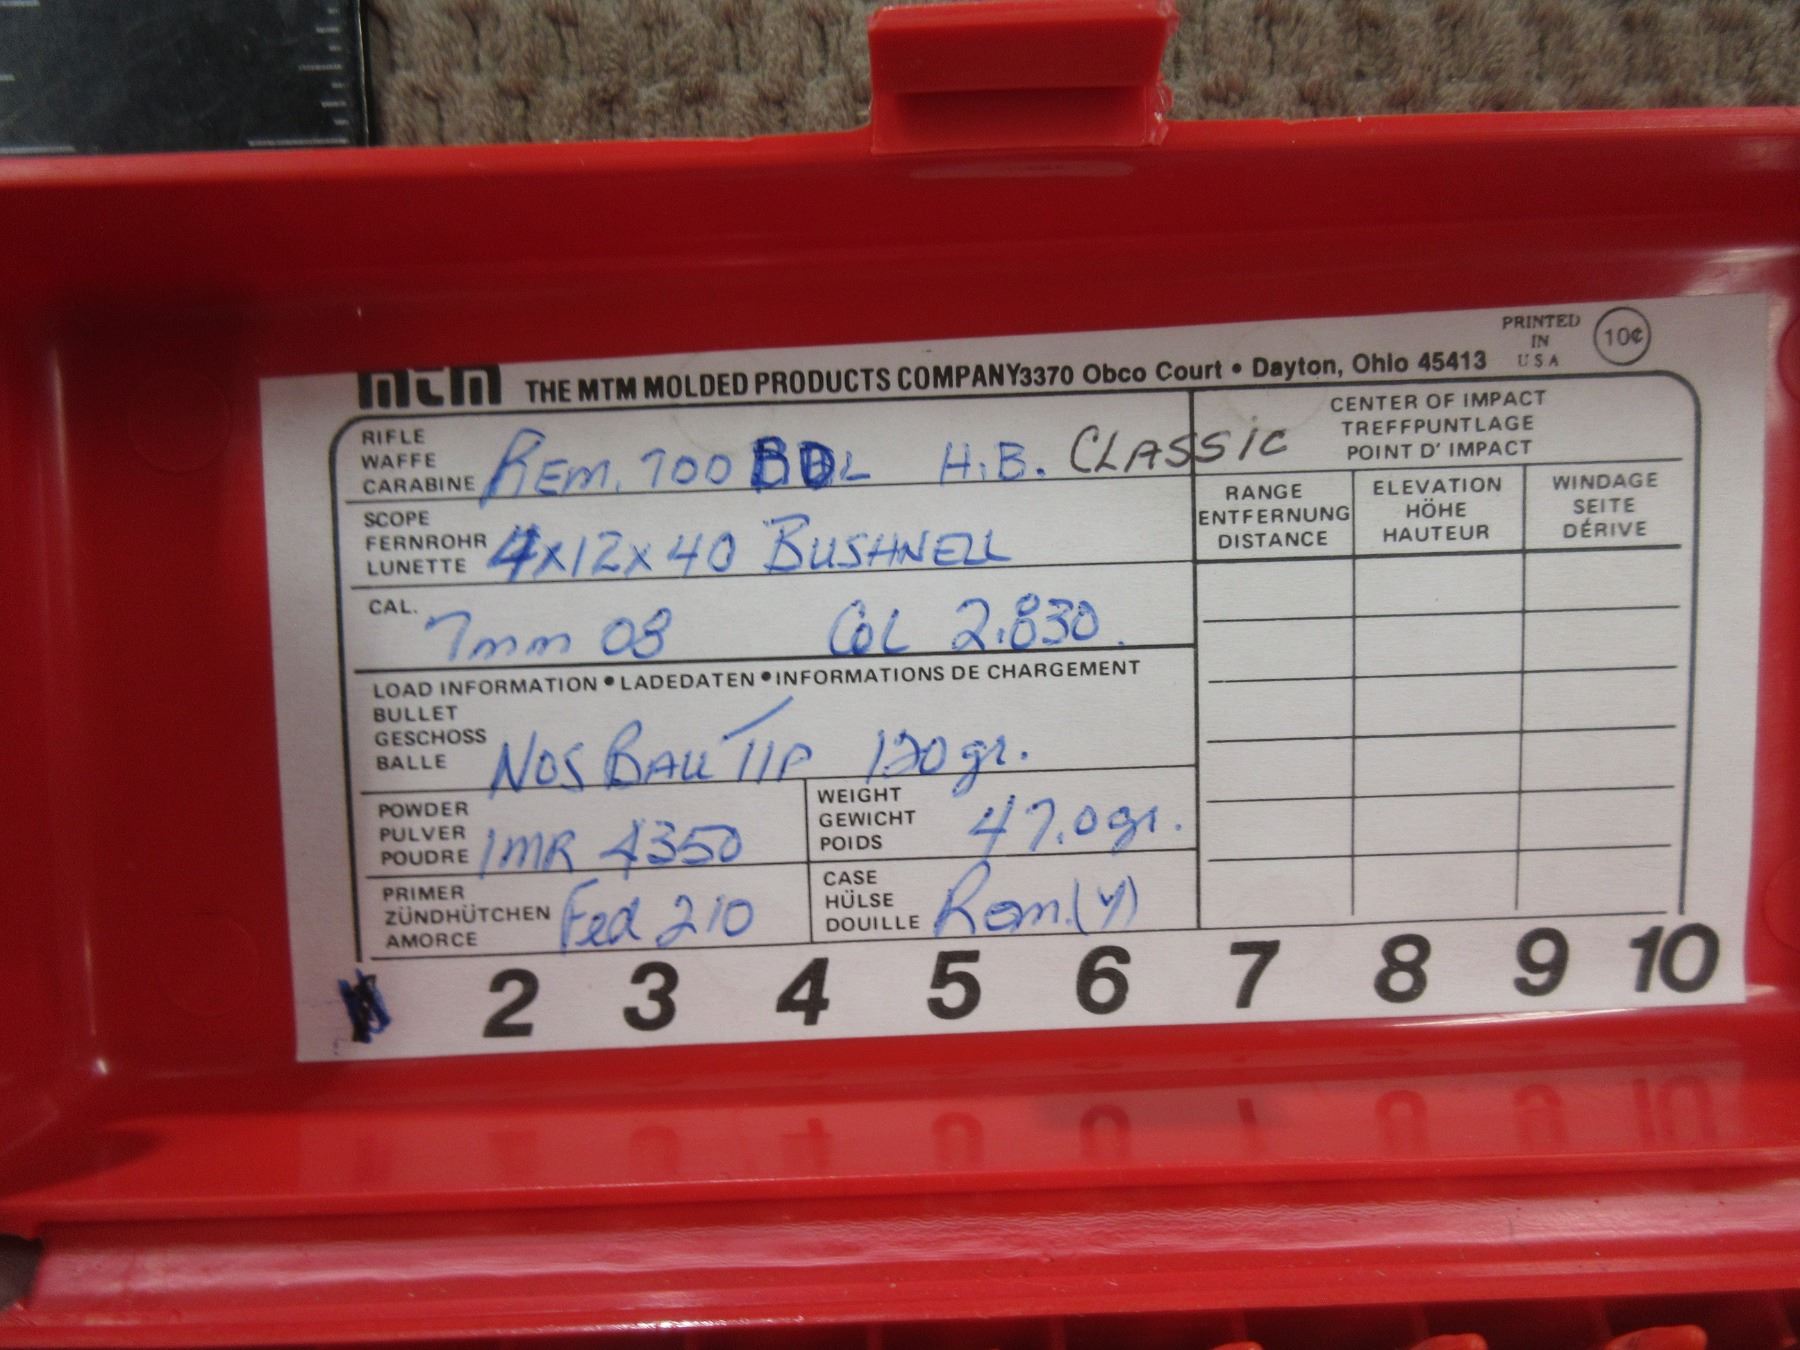 mtm THE MTM MOLDED PRODUCTS COMPANY 3370 Obco Court • Dayton, Ohio 45413 PRINTED IN USA 10¢
RIFLE
WAFFE
CARABINE
Rem. 700 BDL H.B. CLASSIC
CENTER OF IMPACT
TREFFPUNTLAGE
POINT D' IMPACT
SCOPE
FERNROHR
LUNETTE
4x12x40 BUSHNELL
RANGE
ENTFERNUNG
DISTANCE
ELEVATION
HÖHE
HAUTEUR
WINDAGE
SEITE
DÉRIVE
CAL.
7mm 08 COL 2.830.
LOAD INFORMATION • LADEDATEN • INFORMATIONS DE CHARGEMENT
BULLET
GESCHOSS
BALLE
NOS BALL TIP 120 gr.
POWDER
PULVER
POUDRE
IMR 4350
WEIGHT
GEWICHT
POIDS
47.0 gr.
PRIMER
ZÜNDHÜTCHEN
AMORCE
Fed 210
CASE
HÜLSE
DOUILLE
Rem. (Y)
2 3 4 5 6 7 8 9 10